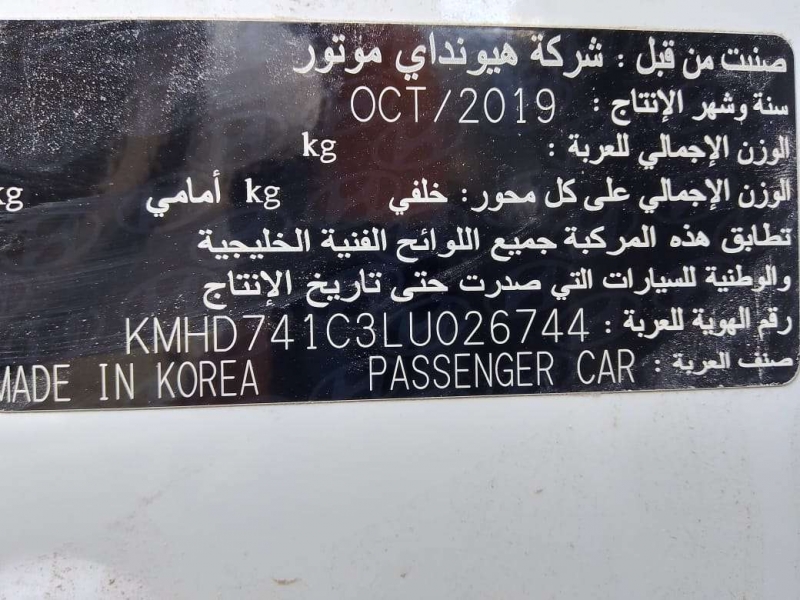 صنعت من قبل : شركة هيونداي موتور
سنة وشهر الإنتاج : OCT/2019
الوزن الإجمالي للعربة : kg
الوزن الإجمالي على كل محور: خلفي kg أمامي kg
تطابق هذه المركبة جميع اللوائح الفنية الخليجية
والوطنية للسيارات التي صدرت حتى تاريخ الإنتاج
رقم الهوية للعربة : KMHD741C3LU026744
صنف العربة : PASSENGER CAR MADE IN KOREA